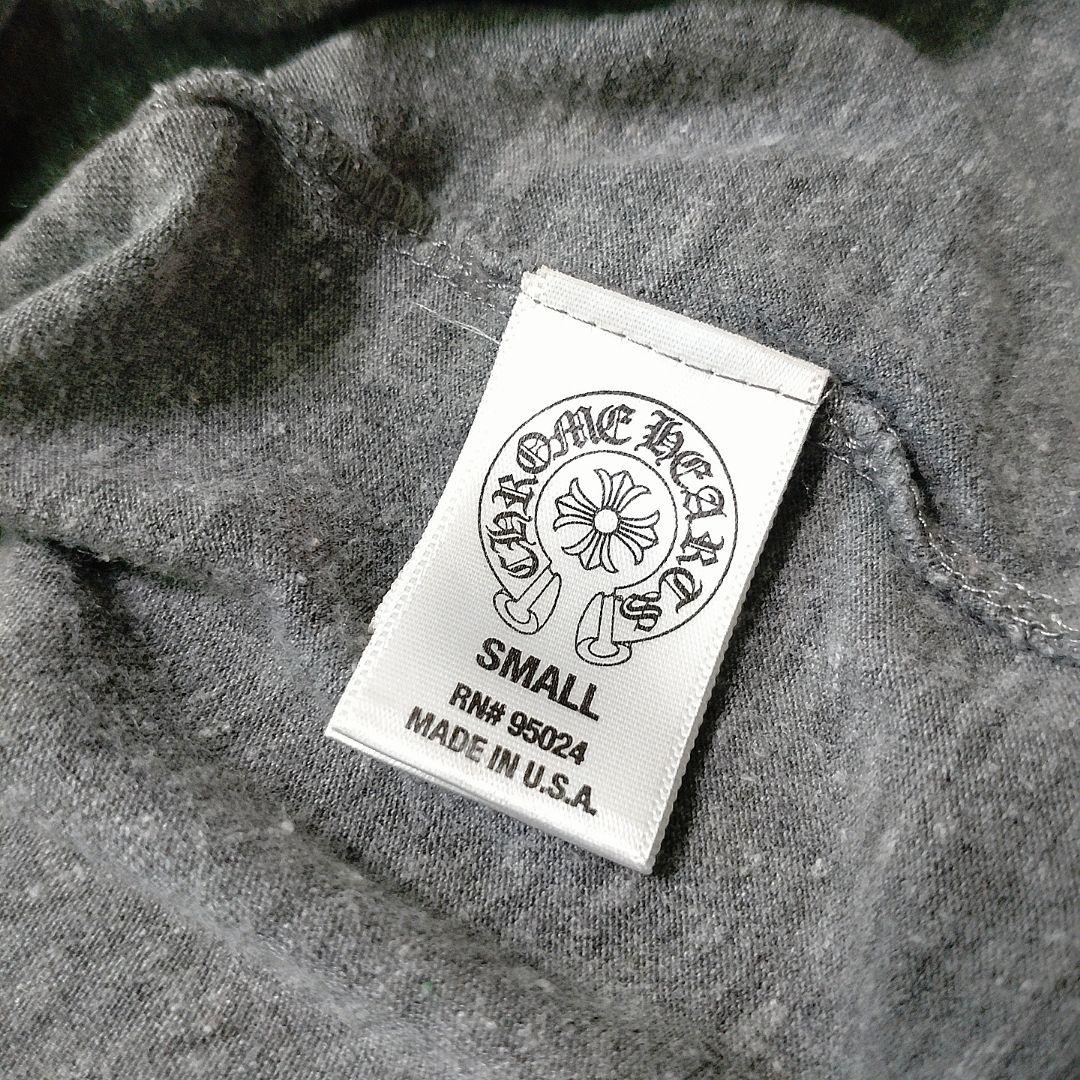 CHROME HEARTS
SMALL
RN# 95024
MADE IN U.S.A.